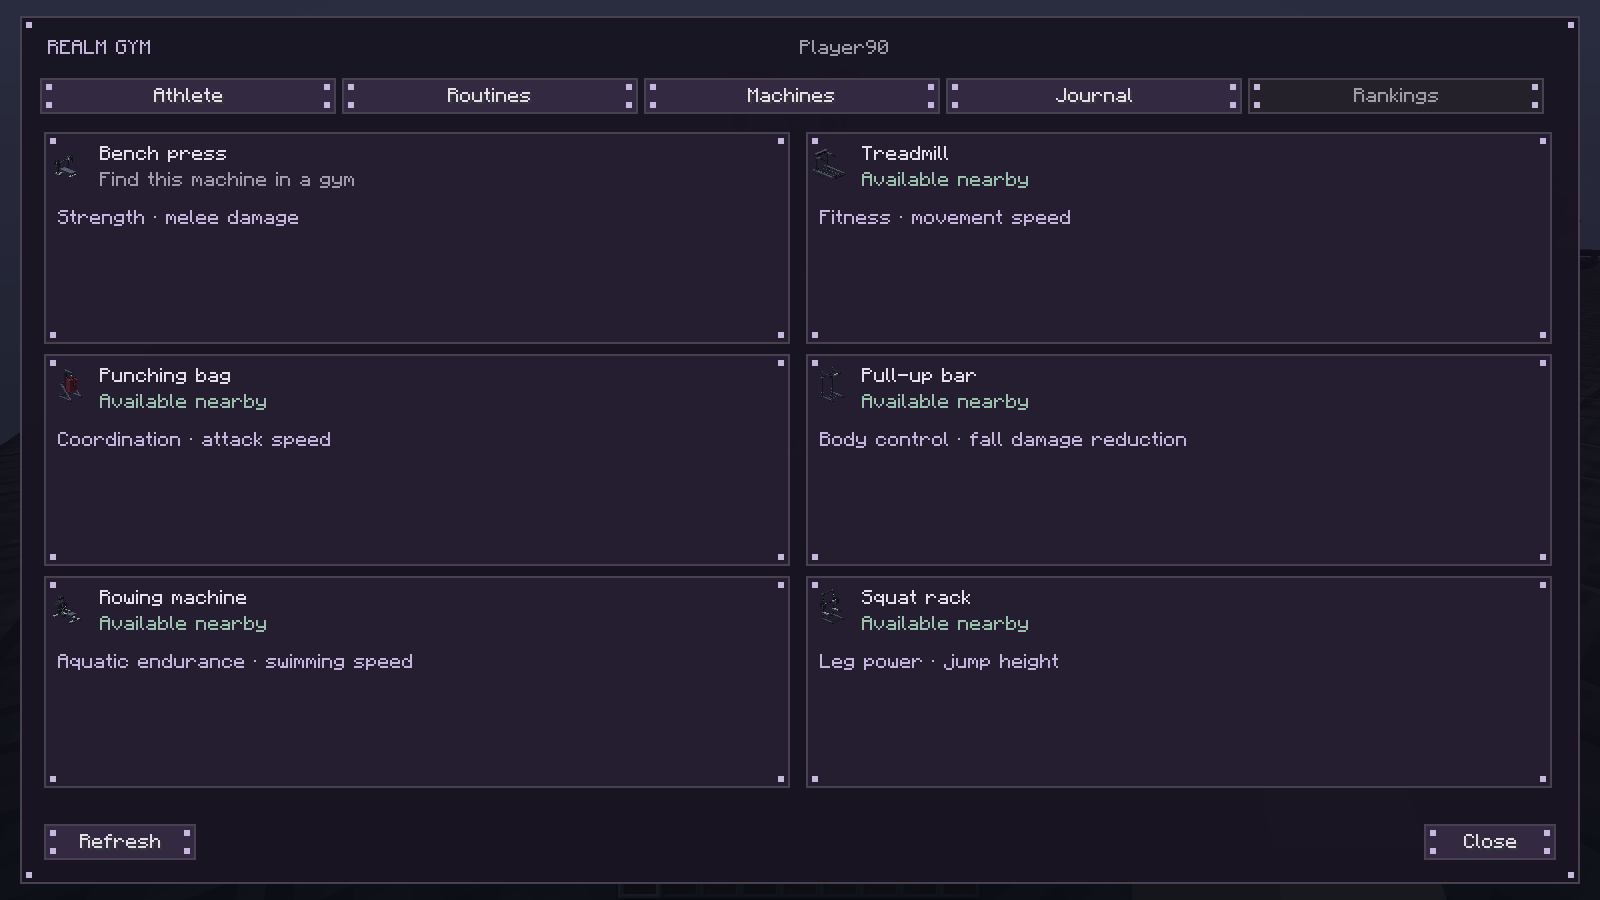 REALM GYM
Player90
Athlete
Routines
Machines
Journal
Rankings
Bench press
Find this machine in a gym
Strength · melee damage
Treadmill
Available nearby
Fitness · movement speed
Punching bag
Available nearby
Coordination · attack speed
Pull-up bar
Available nearby
Body control · fall damage reduction
Rowing machine
Available nearby
Aquatic endurance · swimming speed
Squat rack
Available nearby
Leg power · jump height
Refresh
Close